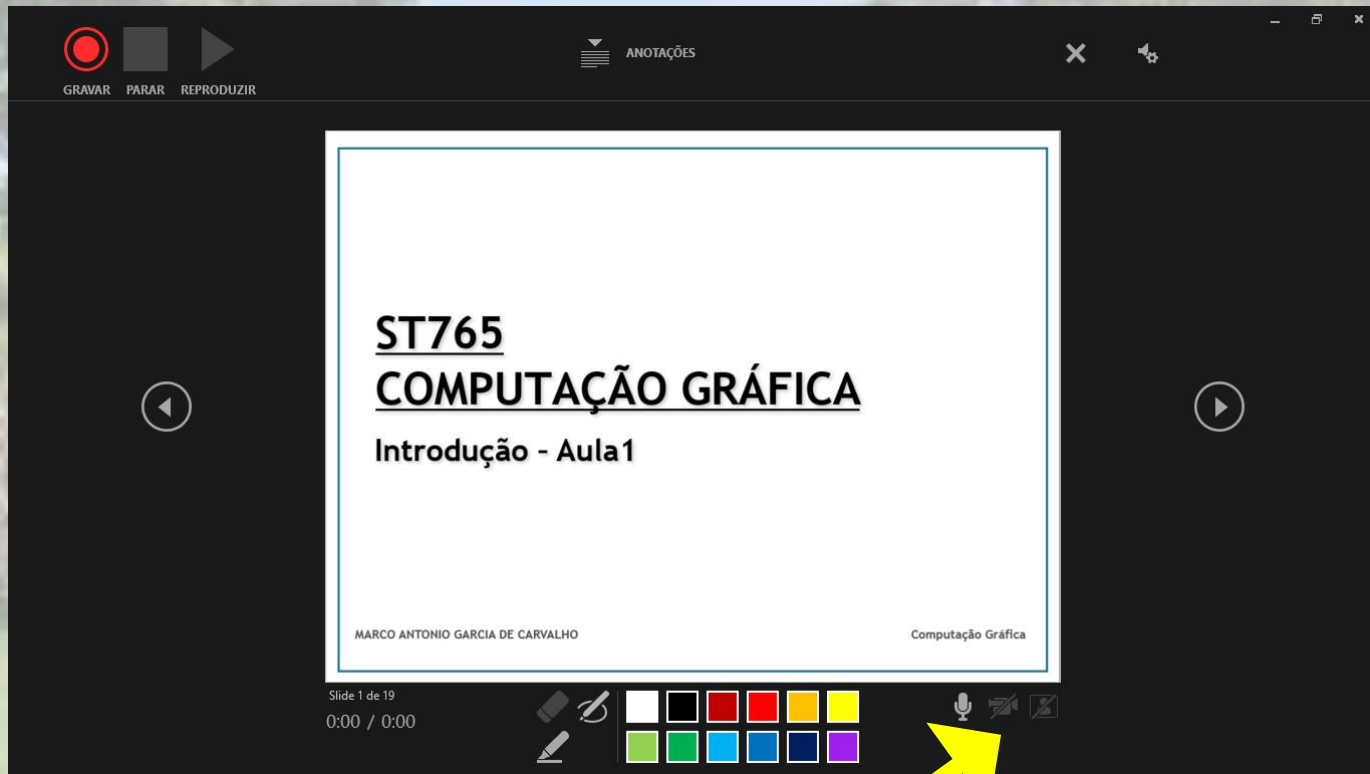 GRAVAR PARAR REPRODUZIR
ANOTAÇÕES
ST765
COMPUTAÇÃO GRÁFICA
Introdução - Aula1
MARCO ANTONIO GARCIA DE CARVALHO
Computação Gráfica
Slide 1 de 19
0:00 / 0:00